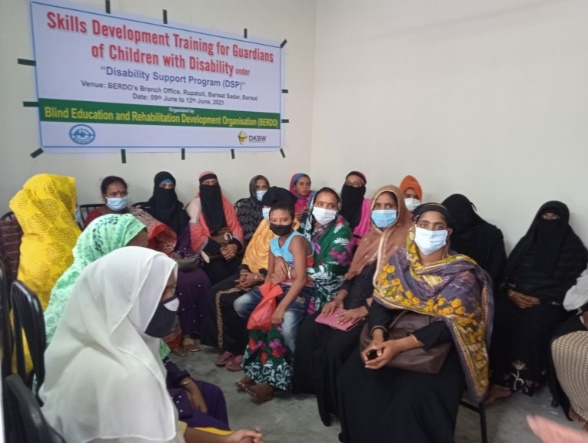 Skills Development Training for Guardians
of Children with Disability under
"Disability Support Program (DSP)"
Venue: BERDO's Branch Office, Rupatoli, Barisal Sadar, Barisal
Date: 09th June to 12th June, 2021
Organized by
Blind Education and Rehabilitation Development Organisation (BERDO)
DKBW